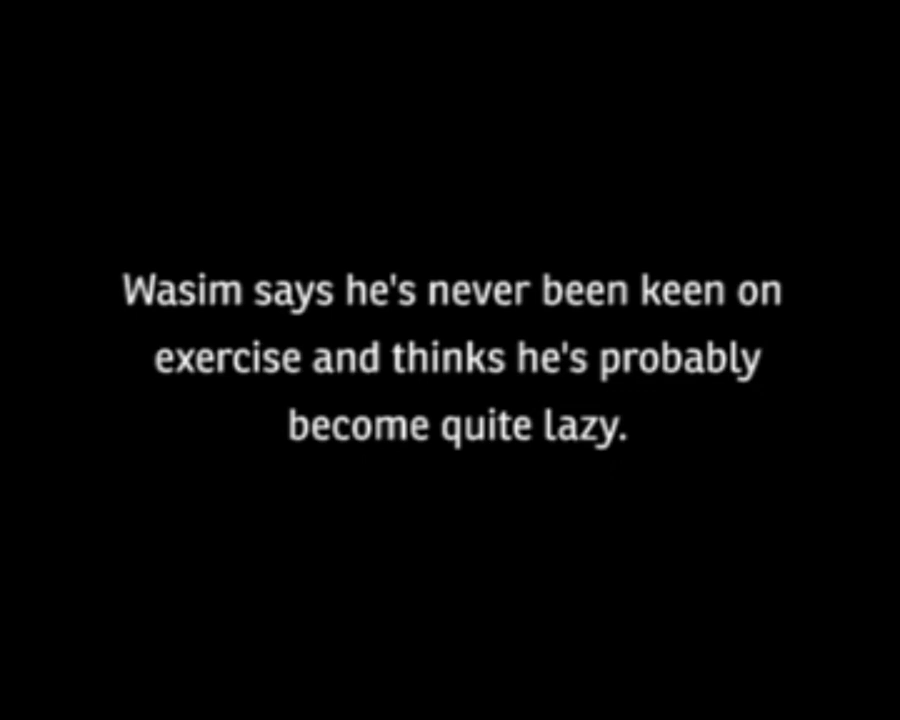 Wasim says he's never been keen on
exercise and thinks he's probably
become quite lazy.